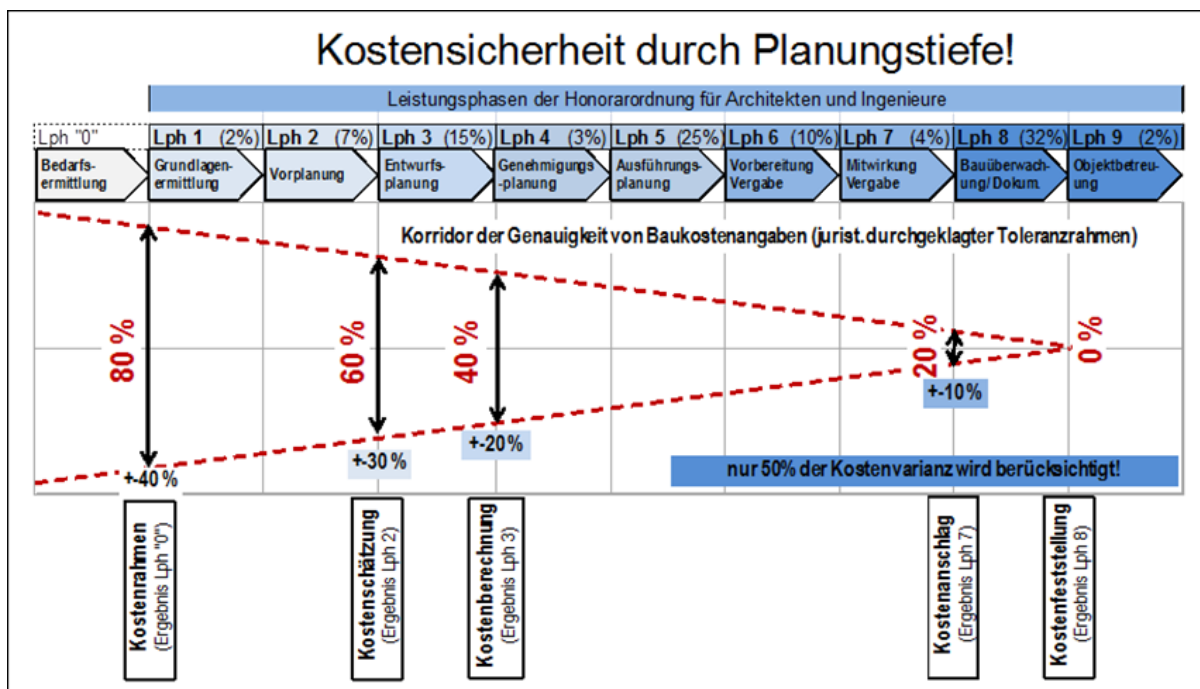 Kostensicherheit durch Planungstiefe!
Leistungsphasen der Honorarordnung für Architekten und Ingenieure
Lph "0"
Lph 1 (2%)
Lph 2 (7%)
Lph 3 (15%)
Lph 4 (3%)
Lph 5 (25%)
Lph 6 (10%)
Lph 7 (4%)
Lph 8 (32%)
Lph 9 (2%)
Bedarfs-
ermittlung
Grundlagen-
ermittlung
Vorplanung
Entwurfs-
planung
Genehmigungs
-planung
Ausführungs-
planung
Vorbereitung
Vergabe
Mitwirkung
Vergabe
Bauüberwach-
ung/ Dokum.
Objektbetreu-
ung
Korridor der Genauigkeit von Baukostenangaben (jurist.durchgeklagter Toleranzrahmen)
80 %
60 %
40 %
20 %
0 %
+-40%
+-30 %
+-20%
+-10%
nur 50% der Kostenvarianz wird berücksichtigt!
Kostenrahmen
(Ergebnis Lph "0")
Kostenschätzung
(Ergebnis Lph 2)
Kostenberechnung
(Ergebnis Lph 3)
Kostenanschlag
(Ergebnis Lph 7)
Kostenfeststellung
(Ergebnis Lph 8)